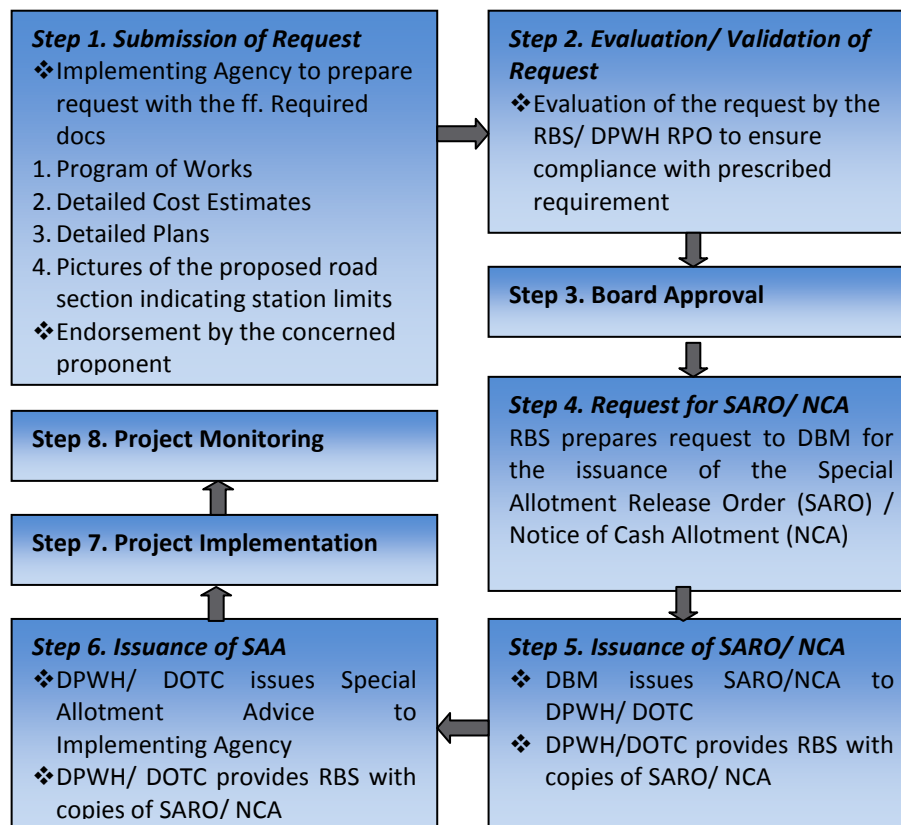 Step 1. Submission of Request
❖Implementing Agency to prepare
request with the ff. Required
docs
1. Program of Works
2. Detailed Cost Estimates
3. Detailed Plans
4. Pictures of the proposed road
section indicating station limits
❖Endorsement by the concerned
proponent
Step 2. Evaluation/ Validation of
Request
❖Evaluation of the request by the
RBS/ DPWH RPO to ensure
compliance with prescribed
requirement
Step 3. Board Approval
Step 4. Request for SARO/ NCA
RBS prepares request to DBM for
the issuance of the Special
Allotment Release Order (SARO) /
Notice of Cash Allotment (NCA)
Step 5. Issuance of SARO/ NCA
❖ DBM issues SARO/NCA to
DPWH/ DOTC
❖ DPWH/DOTC provides RBS with
copies of SARO/ NCA
Step 6. Issuance of SAA
❖DPWH/ DOTC issues Special
Allotment Advice to
Implementing Agency
❖DPWH/ DOTC provides RBS with
copies of SARO/ NCA
Step 7. Project Implementation
Step 8. Project Monitoring